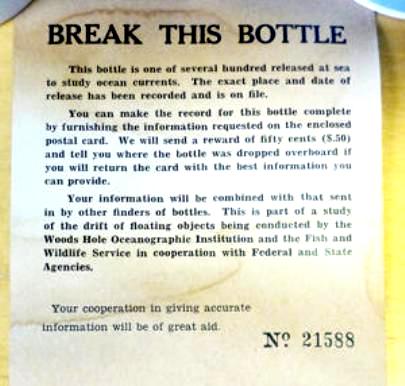 BREAK THIS BOTTLE
This bottle is one of several hundred released at sea
to study ocean currents. The exact place and date of
release has been recorded and is on file.
You can make the record for this bottle complete
by furnishing the information requested on the enclosed
postal card. We will send a reward of fifty cents ($.50)
and tell you where the bottle was dropped overboard if
you will return the card with the best information you
can provide.
Your information will be combined with that sent
in by other finders of bottles. This is part of a study
of the drift of floating objects being conducted by the
Woods Hole Oceanographic Institution and the Fish and
Wildlife Service in cooperation with Federal and State
Agencies.
Your cooperation in giving accurate
information will be of great aid.
Nº 21588